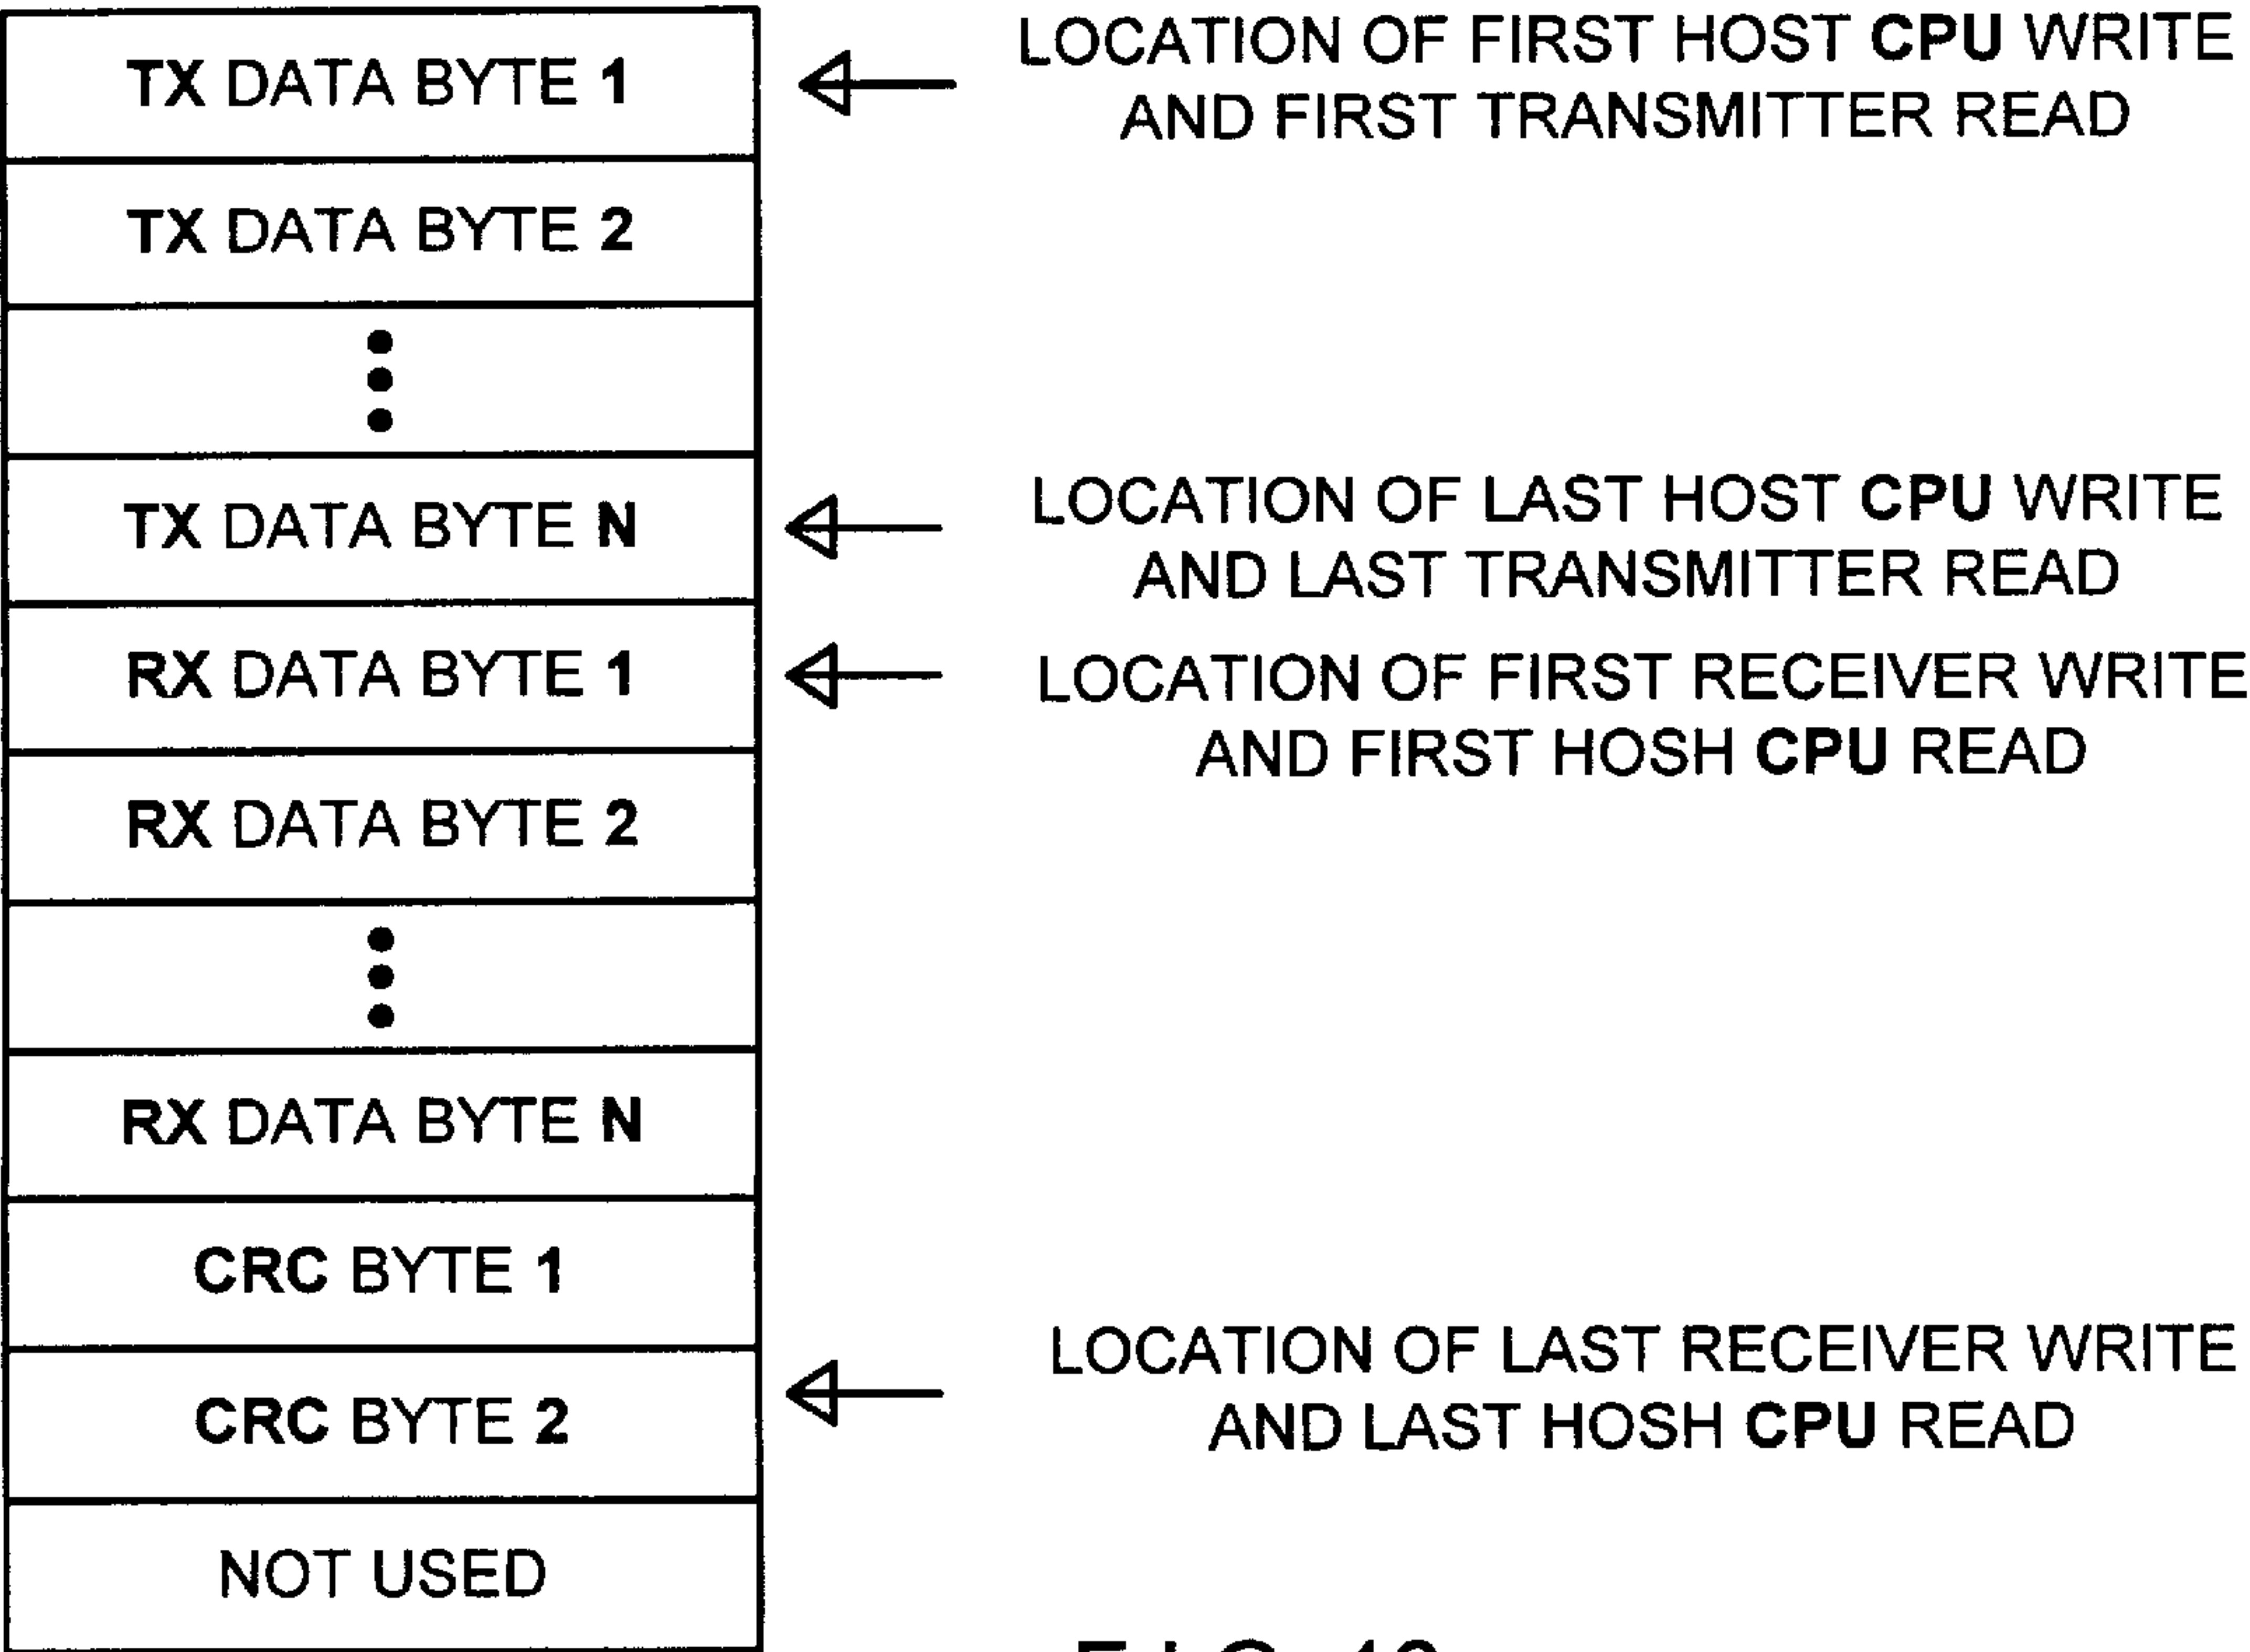 TX DATA BYTE 1
LOCATION OF FIRST HOST CPU WRITE
AND FIRST TRANSMITTER READ
TX DATA BYTE 2
TX DATA BYTE N
LOCATION OF LAST HOST CPU WRITE
AND LAST TRANSMITTER READ
RX DATA BYTE 1
LOCATION OF FIRST RECEIVER WRITE
AND FIRST HOSH CPU READ
RX DATA BYTE 2
RX DATA BYTE N
CRC BYTE 1
CRC BYTE 2
LOCATION OF LAST RECEIVER WRITE
AND LAST HOSH CPU READ
NOT USED